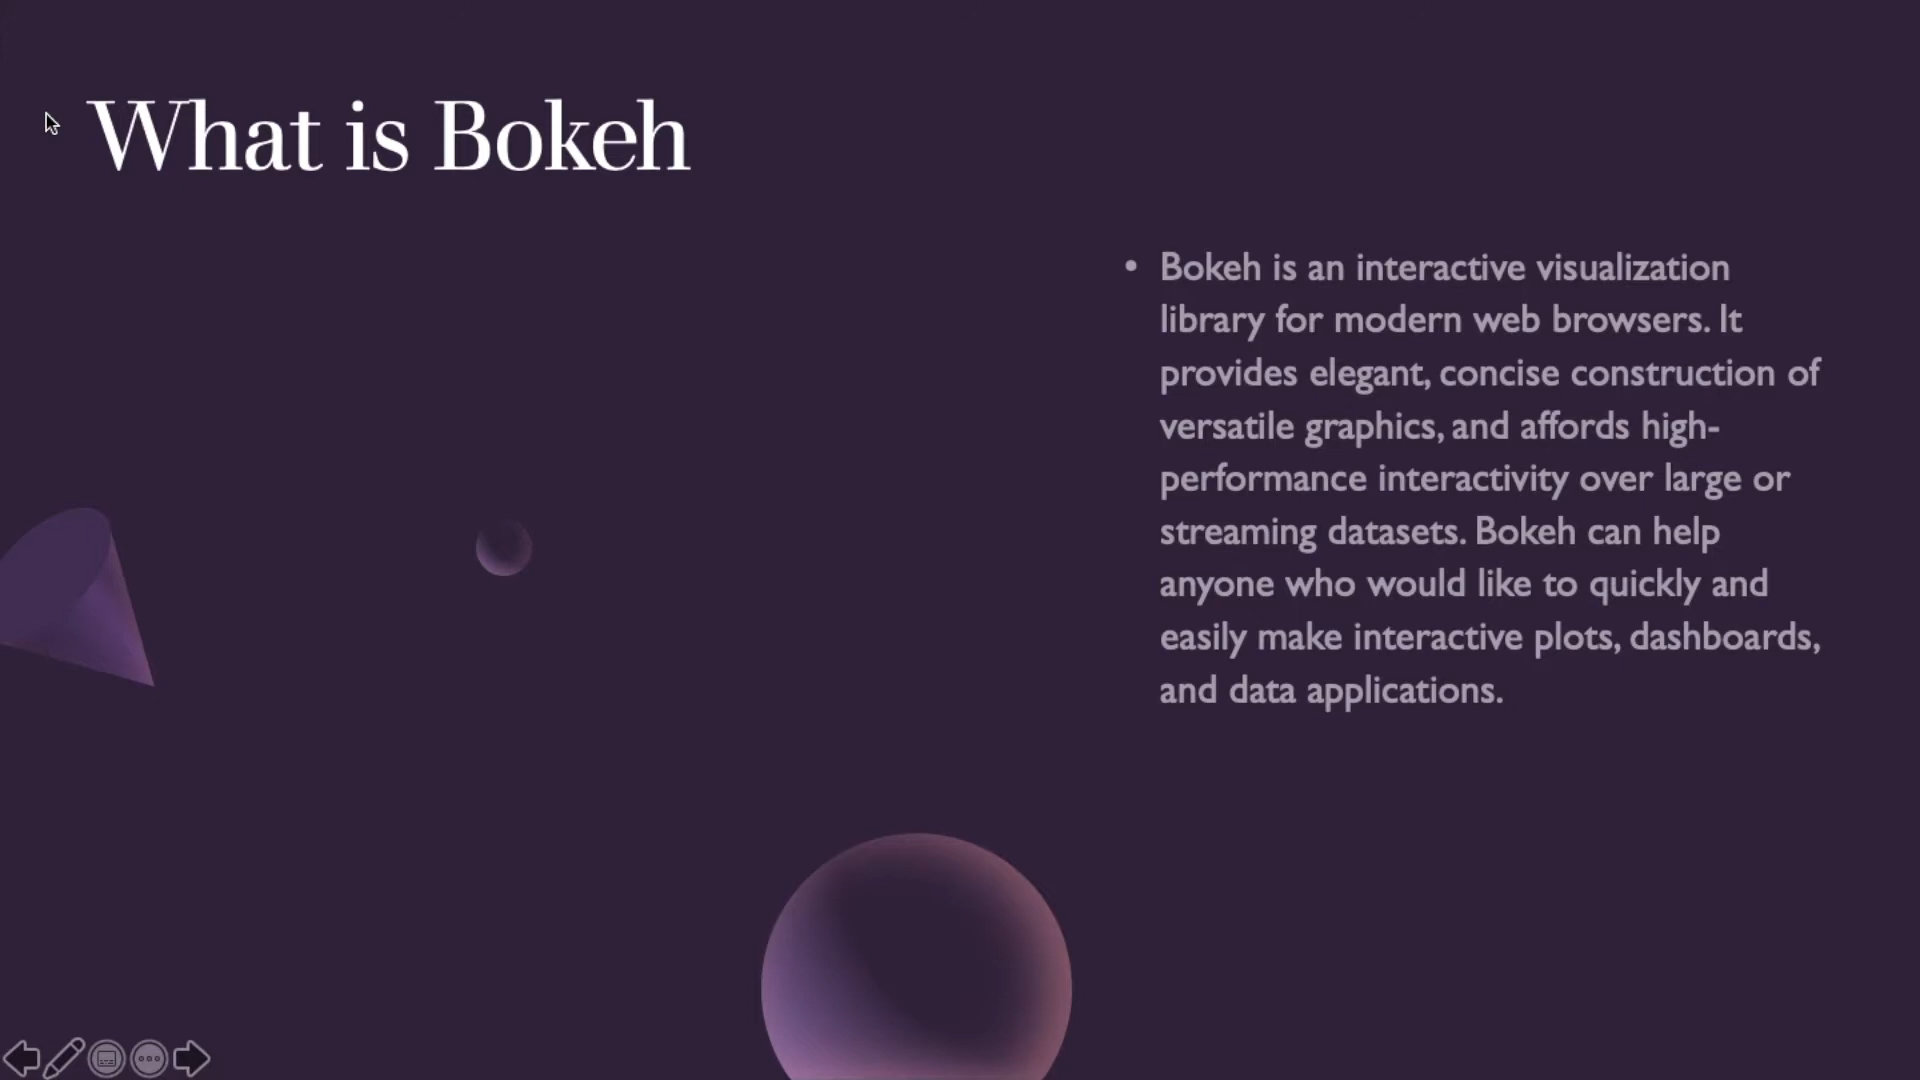 What is Bokeh
• Bokeh is an interactive visualization
library for modern web browsers. It
provides elegant, concise construction of
versatile graphics, and affords high-
performance interactivity over large or
streaming datasets. Bokeh can help
anyone who would like to quickly and
easily make interactive plots, dashboards,
and data applications.